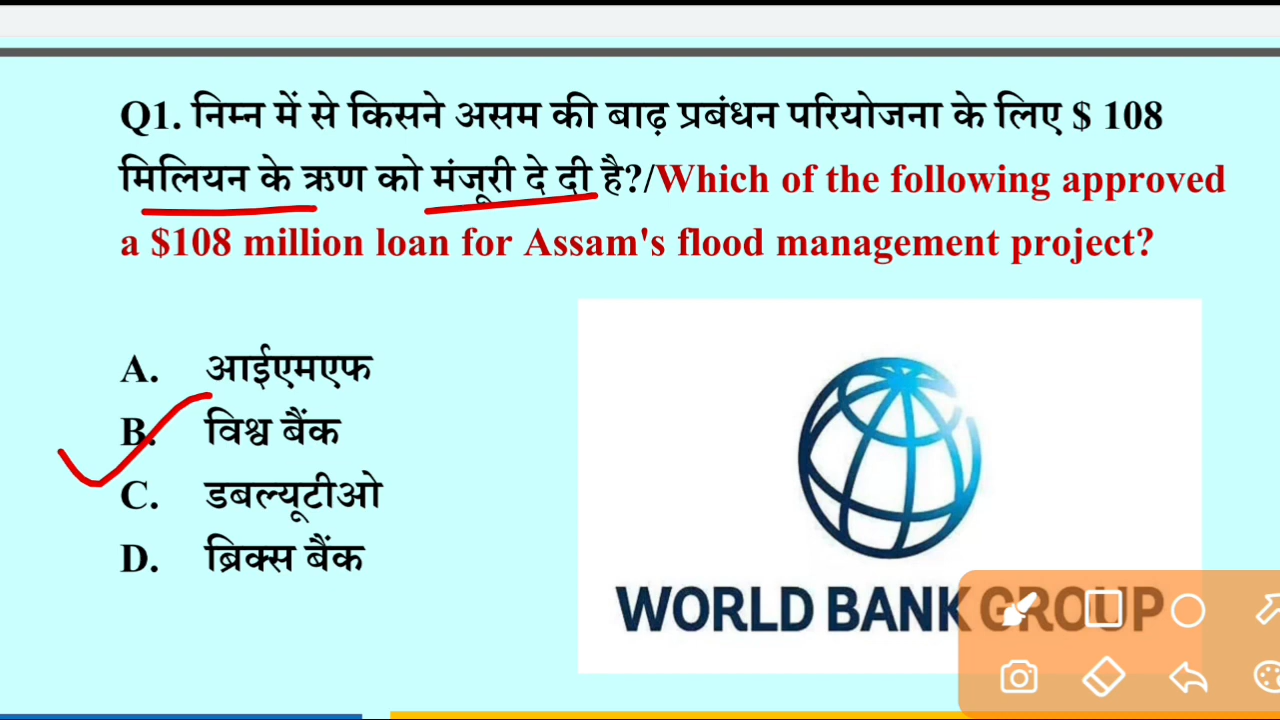 Q1. निम्न में से किसने असम की बाढ़ प्रबंधन परियोजना के लिए $ 108
मिलियन के ऋण को मंजूरी दे दी है?/Which of the following approved
a $108 million loan for Assam's flood management project?
A. आईएमएफ
B. विश्व बैंक
C. डबल्यूटीओ
D. ब्रिक्स बैंक
WORLD BANK GROUP